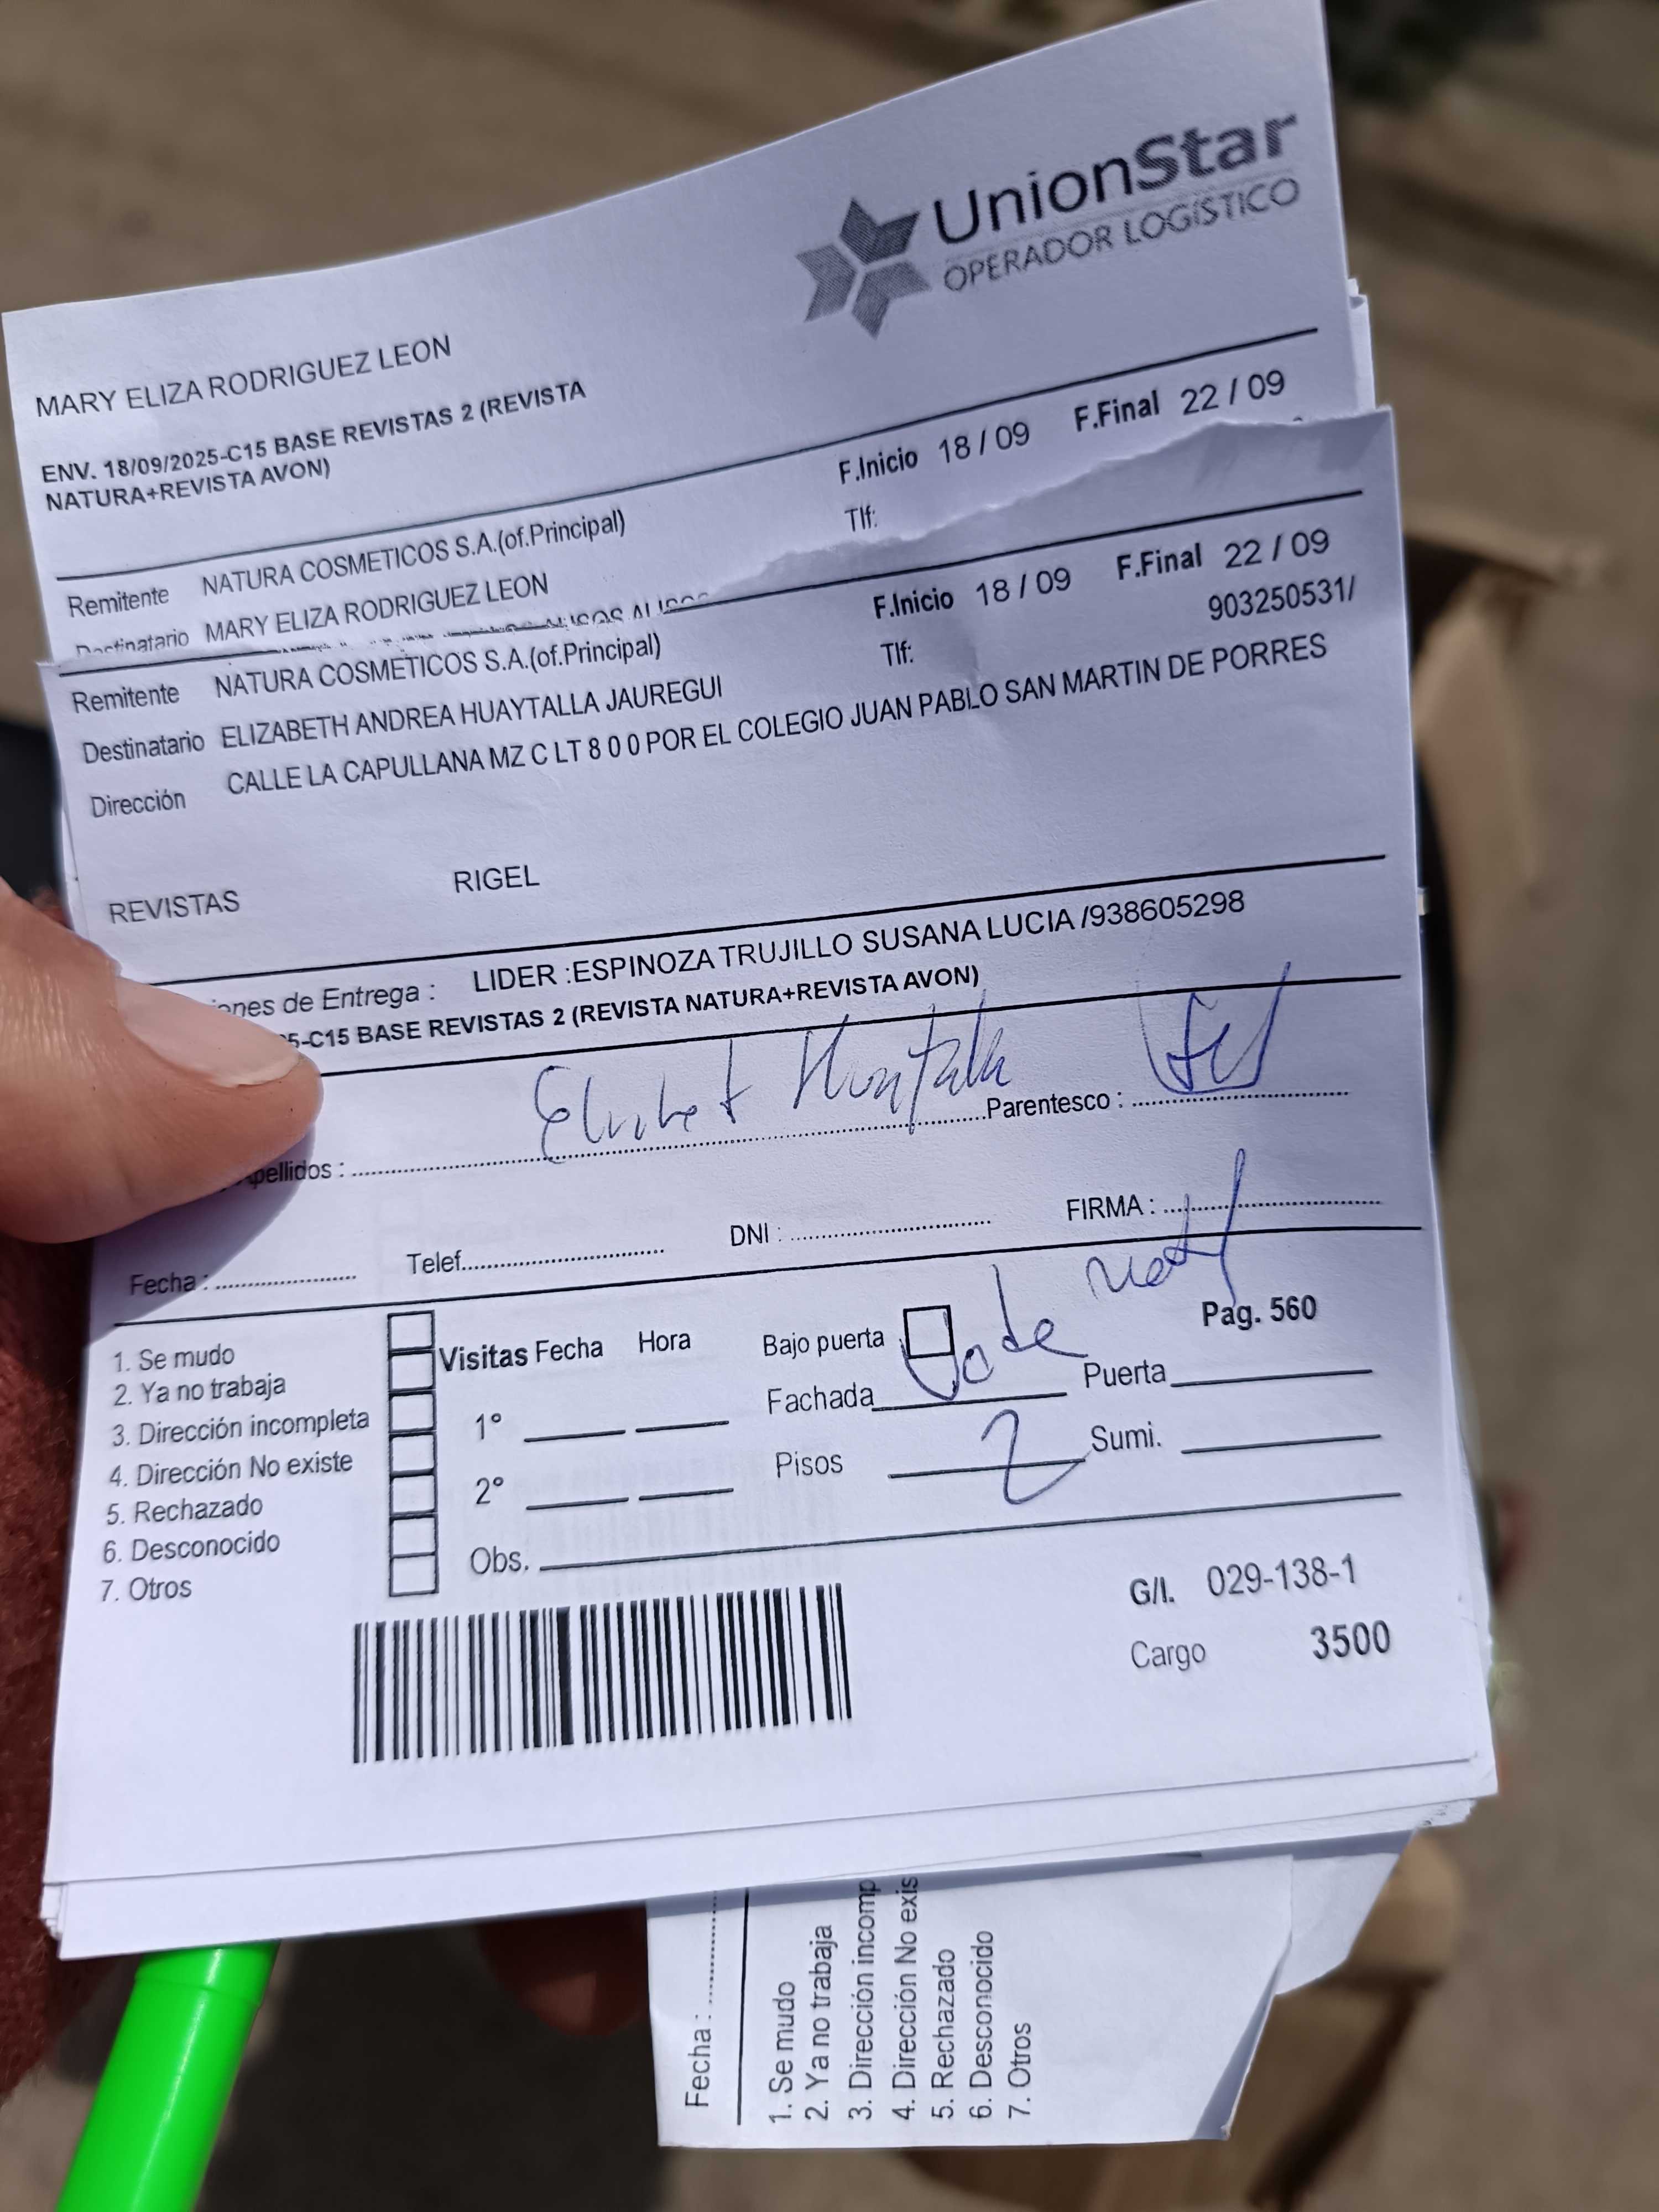 UnionStar
OPERADOR LOGÍSTICO
MARY ELIZA RODRIGUEZ LEON
ENV. 18/09/2025-C15 BASE REVISTAS 2 (REVISTA
NATURA+REVISTA AVON)
F.Inicio 18 / 09 F.Final 22 / 09
Remitente NATURA COSMETICOS S.A.(of.Principal) Tlf:
Destinatario MARY ELIZA RODRIGUEZ LEON
F.Inicio 18 / 09 F.Final 22 / 09
Remitente NATURA COSMETICOS S.A.(of.Principal) Tlf: 903250531/
Destinatario ELIZABETH ANDREA HUAYTALLA JAUREGUI
Dirección CALLE LA CAPULLANA MZ C LT 8 0 0 POR EL COLEGIO JUAN PABLO SAN MARTIN DE PORRES
REVISTAS RIGEL
ones de Entrega : LIDER :ESPINOZA TRUJILLO SUSANA LUCIA /938605298
5-C15 BASE REVISTAS 2 (REVISTA NATURA+REVISTA AVON)
pellidos : Huaytalla Parentesco :
Fecha : Telef. DNI : FIRMA :
1. Se mudo
2. Ya no trabaja
3. Dirección incompleta
4. Dirección No existe
5. Rechazado
6. Desconocido
7. Otros
Visitas Fecha Hora
1°
2°
Obs.
Bajo puerta Pag. 560
Fachada Puerta
Pisos 2 Sumi.
G/I. 029-138-1
Cargo 3500
Fecha :
1. Se mudo
2. Ya no trabaja
3. Dirección incomp
4. Dirección No exis
5. Rechazado
6. Desconocido
7. Otros